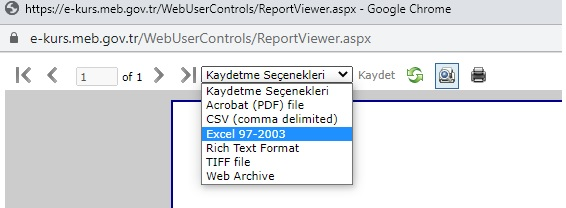 https://e-kurs.meb.gov.tr/WebUserControls/ReportViewer.aspx - Google Chrome
e-kurs.meb.gov.tr/WebUserControls/ReportViewer.aspx
1 of 1 Kaydetme Seçenekleri Kaydet
Kaydetme Seçenekleri
Acrobat (PDF) file
CSV (comma delimited)
Excel 97-2003
Rich Text Format
TIFF file
Web Archive